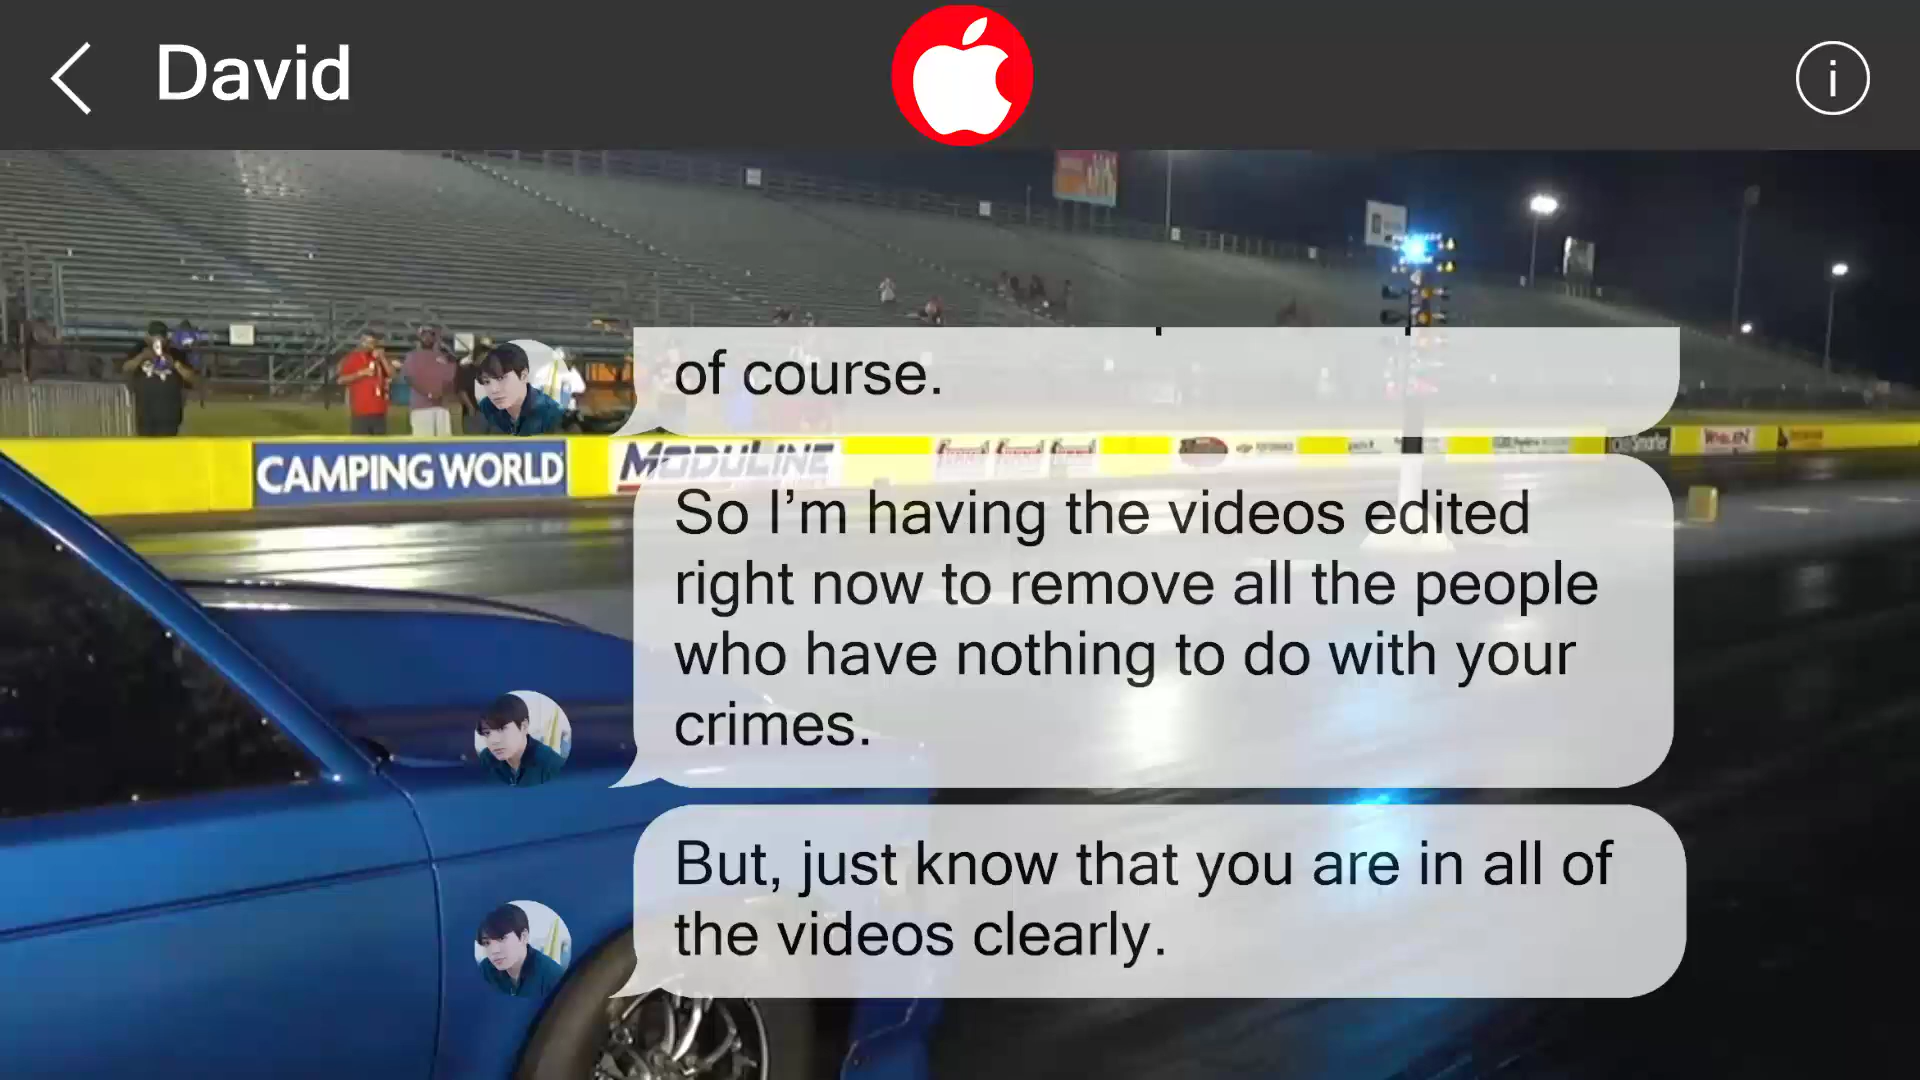 David
i
of course.
CAMPING WORLD
MODULINE
So I'm having the videos edited
right now to remove all the people
who have nothing to do with your
crimes.
But, just know that you are in all of
the videos clearly.